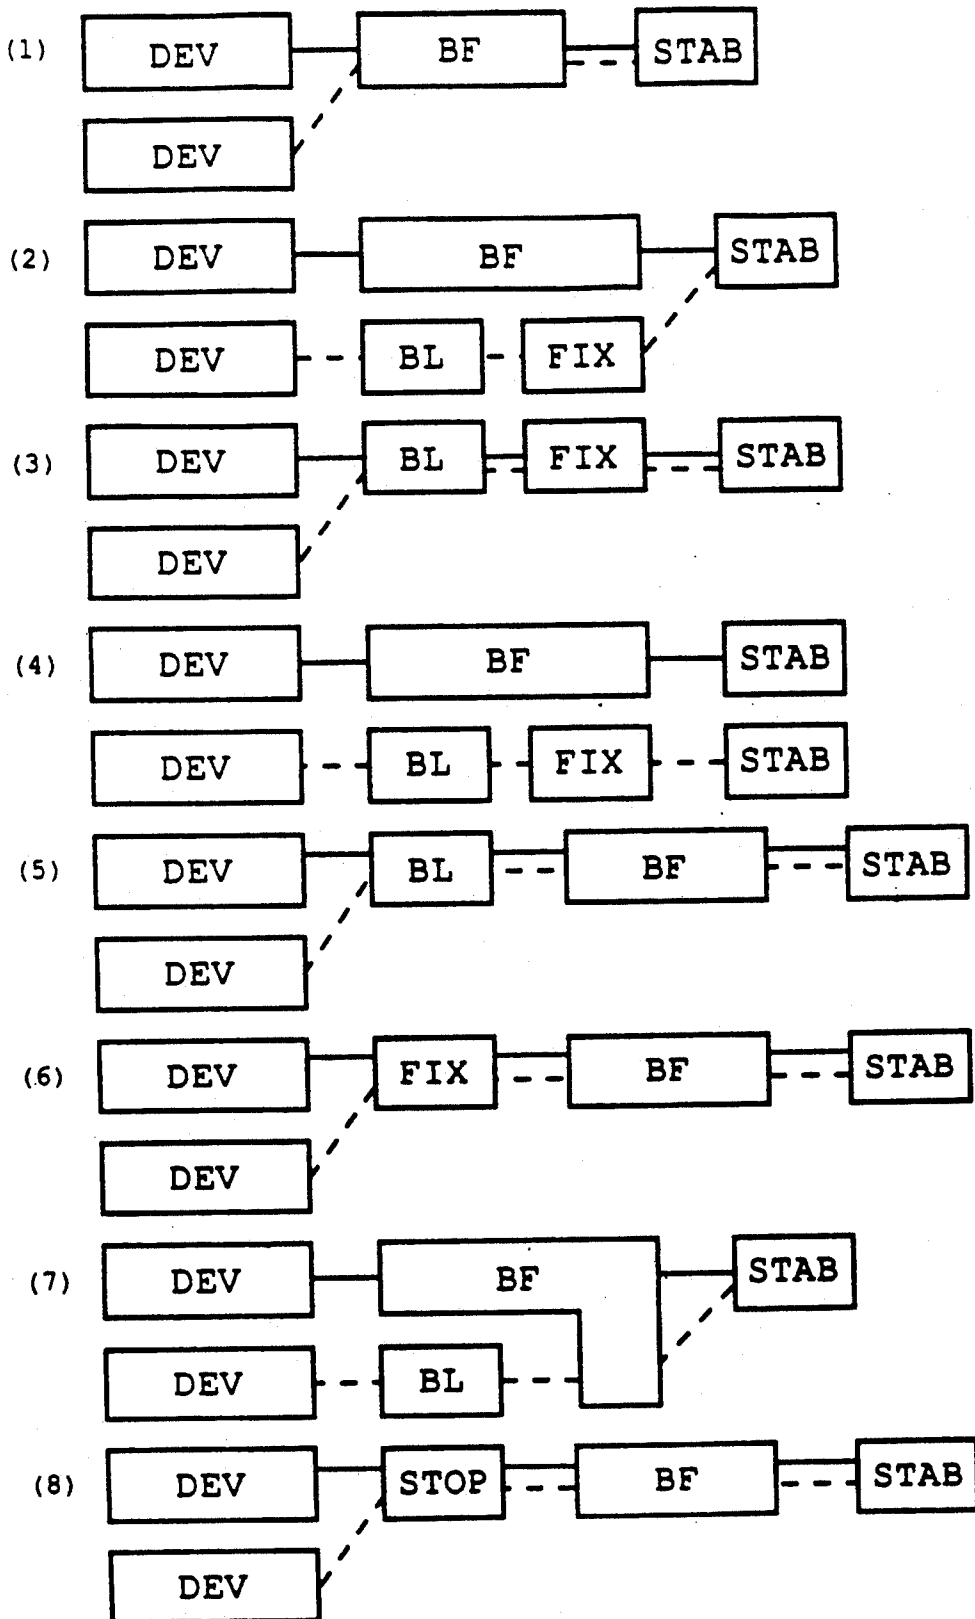 (1) DEV BF STAB
DEV
(2) DEV BF STAB
DEV BL FIX
(3) DEV BL FIX STAB
DEV
(4) DEV BF STAB
DEV BL FIX STAB
(5) DEV BL BF STAB
DEV
(6) DEV FIX BF STAB
DEV
(7) DEV BF STAB
DEV BL
(8) DEV STOP BF STAB
DEV